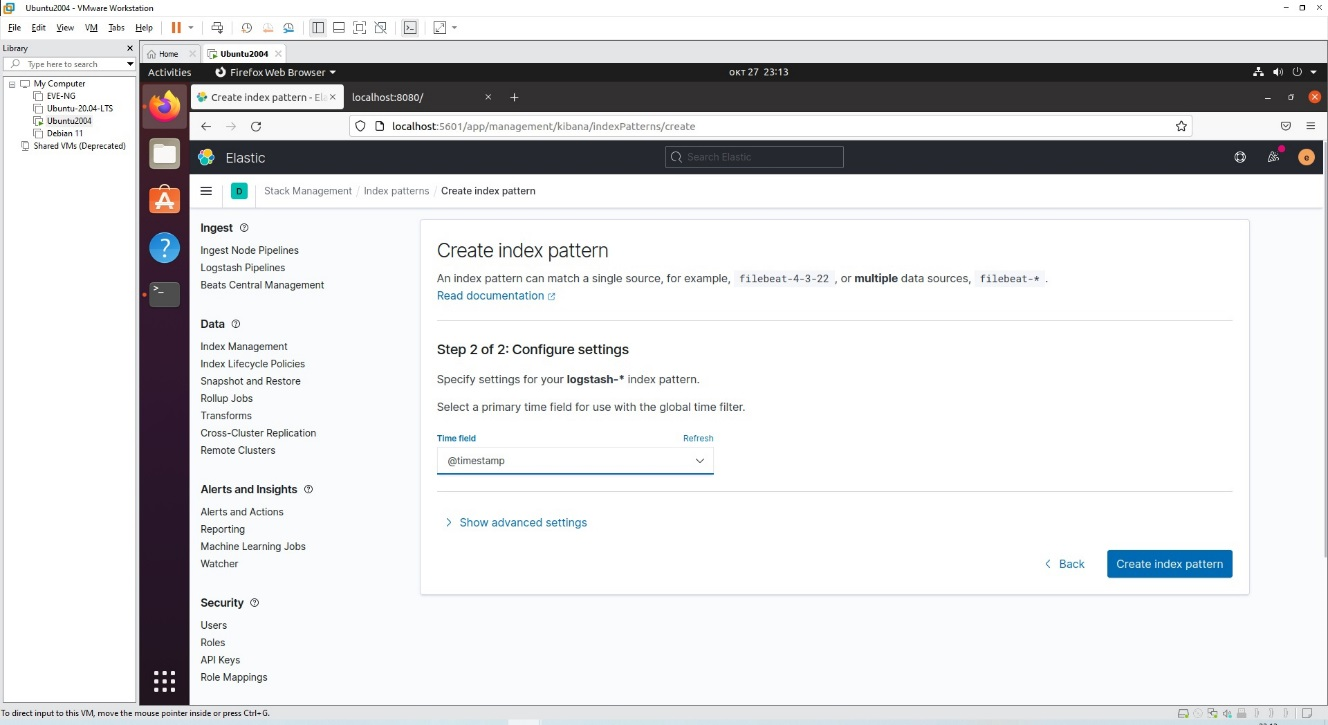 Ubuntu2004 - VMware Workstation
File Edit View VM Tabs Help
Library
Type here to search
My Computer
EVE-NG
Ubuntu-20.04-LTS
Ubuntu2004
Debian 11
Shared VMs (Deprecated)
Home Ubuntu2004
Activities Firefox Web Browser окт 27 23:13
Create index pattern - Ela localhost:8080/
localhost:5601/app/management/kibana/indexPatterns/create
Elastic Search Elastic e
D Stack Management / Index patterns / Create index pattern
Ingest
Ingest Node Pipelines
Logstash Pipelines
Beats Central Management
Data
Index Management
Index Lifecycle Policies
Snapshot and Restore
Rollup Jobs
Transforms
Cross-Cluster Replication
Remote Clusters
Alerts and Insights
Alerts and Actions
Reporting
Machine Learning Jobs
Watcher
Security
Users
Roles
API Keys
Role Mappings
Create index pattern
An index pattern can match a single source, for example, filebeat-4-3-22 , or multiple data sources, filebeat-* .
Read documentation
Step 2 of 2: Configure settings
Specify settings for your logstash-* index pattern.
Select a primary time field for use with the global time filter.
Time field Refresh
@timestamp
Show advanced settings
Back Create index pattern
To direct input to this VM, move the mouse pointer inside or press Ctrl+G.